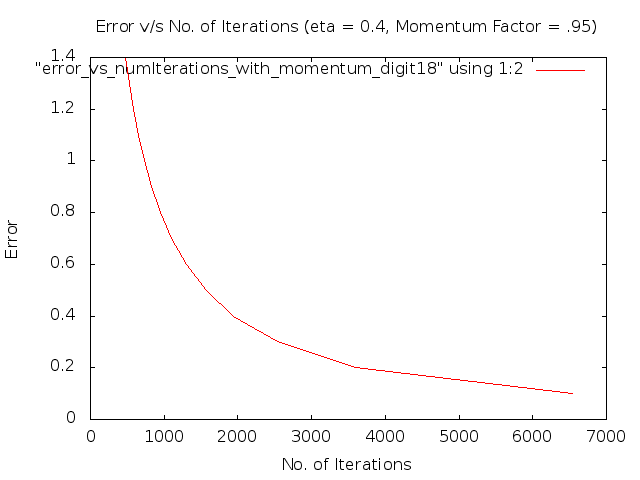 Error v/s No. of Iterations (eta = 0.4, Momentum Factor = .95)
1.4
"error_vs_numIterations_with_momentum_digit18" using 1:2
1.2
1
0.8
Error
0.6
0.4
0.2
0
0 1000 2000 3000 4000 5000 6000 7000
No. of Iterations